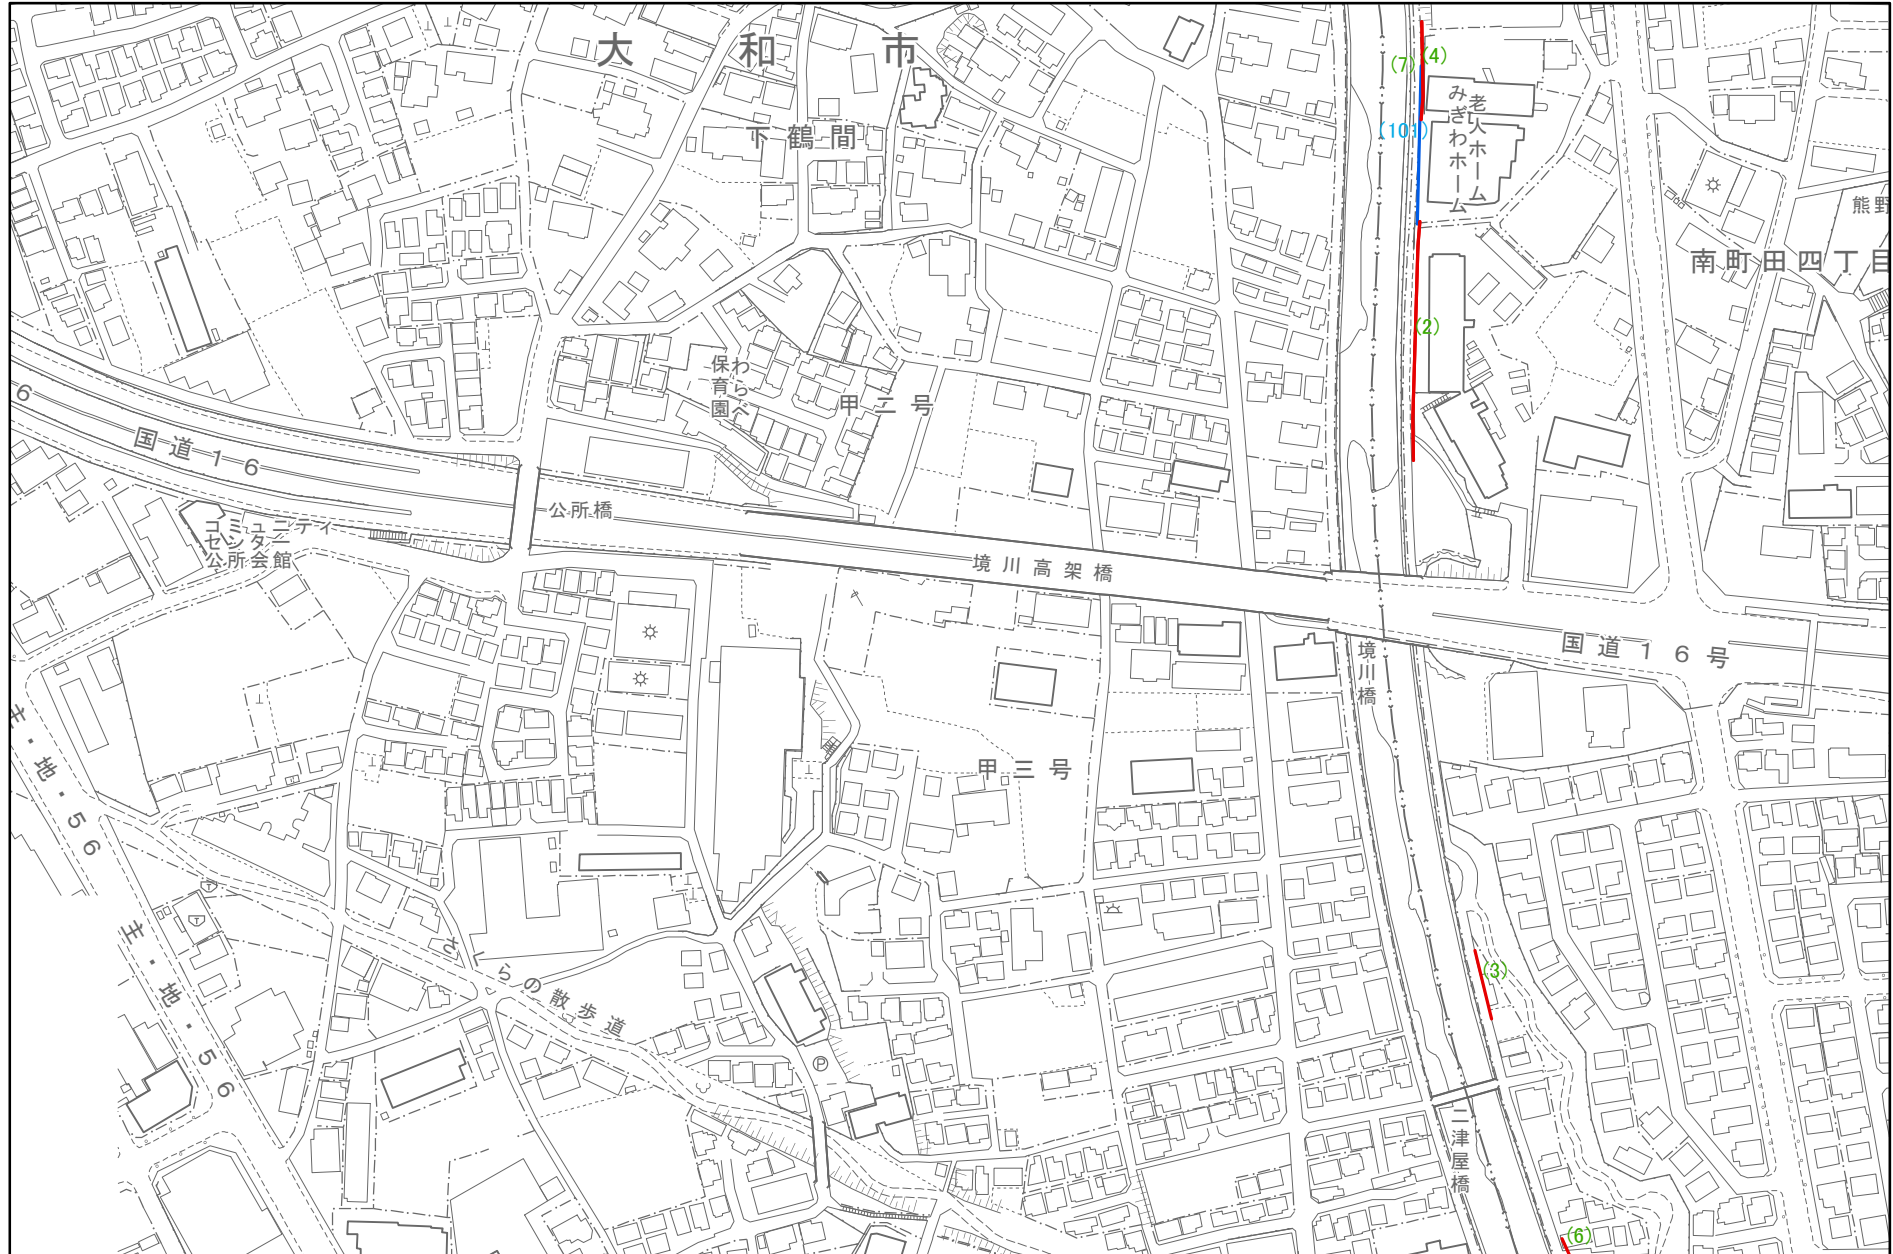 大和市
(7)
(4)
老人ホーム
みぎわホーム
(101)
下鶴間
熊野
南町田四丁目
(2)
わらべ
保育園
甲二号
6
国道16
公所橋
コミュニティ
センター
公所会館
境川高架橋
国道16号
境川橋
主・地・56
甲三号
主・地・56
さくらの散歩道
(3)
P
二津屋橋
(6)